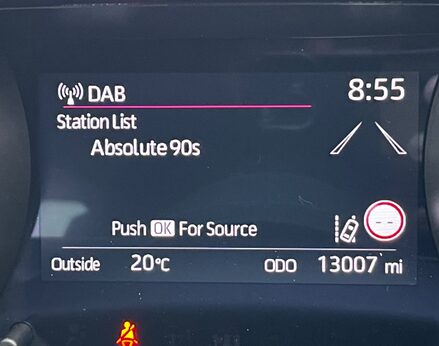 DAB 8:55
Station List
Absolute 90s
Push OK For Source
Outside 20°C ODO 13007 mi